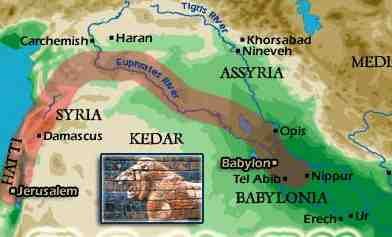 Tigris River
Carchemish
Haran
Khorsabad
Nineveh
MEDI
Euphrates River
ASSYRIA
SYRIA
HATTI
Damascus
KEDAR
Opis
Babylon
Tel Abib
Nippur
Jerusalem
BABYLONIA
Erech
Ur